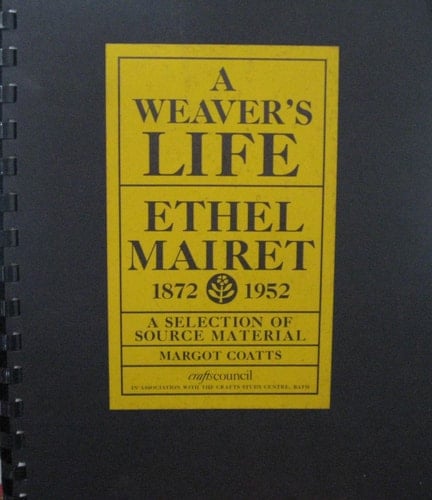 A
WEAVER'S
LIFE
ETHEL
MAIRET
1872 1952
A SELECTION OF
SOURCE MATERIAL
MARGOT COATTS
craftscouncil
IN ASSOCIATION WITH THE CRAFTS STUDY CENTRE, BATH